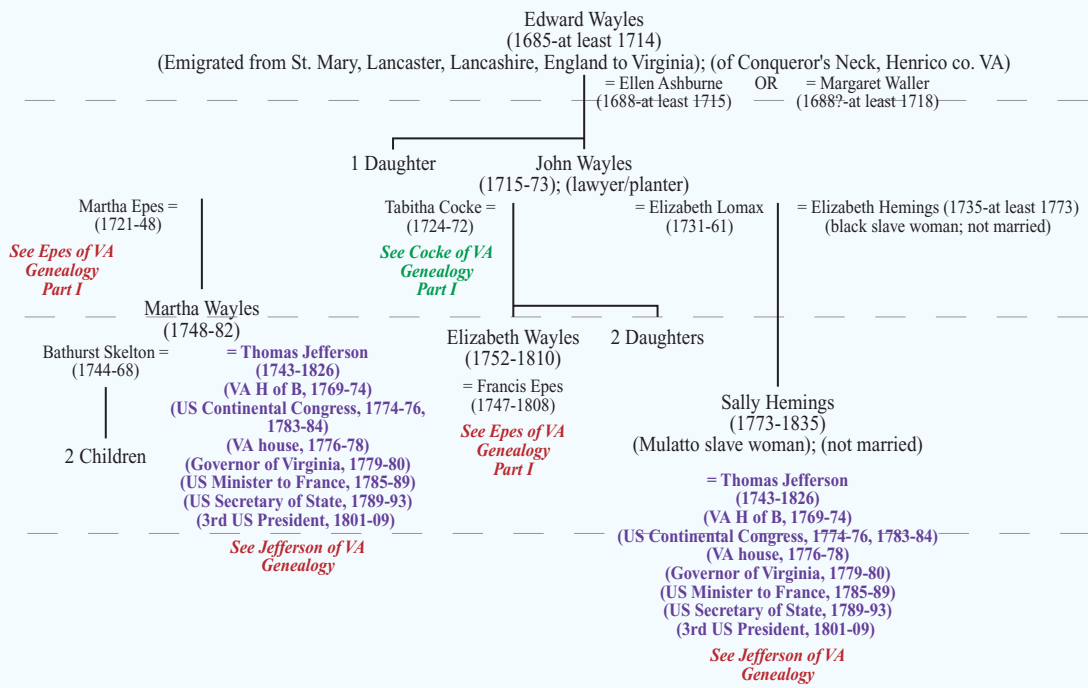 Edward Wayles
(1685-at least 1714)
(Emigrated from St. Mary, Lancaster, Lancashire, England to Virginia); (of Conqueror's Neck, Henrico co. VA)
= Ellen Ashburne
(1688-at least 1715)
OR
= Margaret Waller
(1688?-at least 1718)
1 Daughter
John Wayles
(1715-73); (lawyer/planter)
Martha Epes =
(1721-48)
See Epes of VA
Genealogy
Part I
Tabitha Cocke =
(1724-72)
See Cocke of VA
Genealogy
Part I
= Elizabeth Lomax
(1731-61)
= Elizabeth Hemings (1735-at least 1773)
(black slave woman; not married)
Martha Wayles
(1748-82)
Elizabeth Wayles
(1752-1810)
2 Daughters
Bathurst Skelton =
(1744-68)
2 Children
= Thomas Jefferson
(1743-1826)
(VA H of B, 1769-74)
(US Continental Congress, 1774-76,
1783-84)
(VA house, 1776-78)
(Governor of Virginia, 1779-80)
(US Minister to France, 1785-89)
(US Secretary of State, 1789-93)
(3rd US President, 1801-09)
See Jefferson of VA
Genealogy
= Francis Epes
(1747-1808)
See Epes of VA
Genealogy
Part I
Sally Hemings
(1773-1835)
(Mulatto slave woman); (not married)
= Thomas Jefferson
(1743-1826)
(VA H of B, 1769-74)
(US Continental Congress, 1774-76, 1783-84)
(VA house, 1776-78)
(Governor of Virginia, 1779-80)
(US Minister to France, 1785-89)
(US Secretary of State, 1789-93)
(3rd US President, 1801-09)
See Jefferson of VA
Genealogy